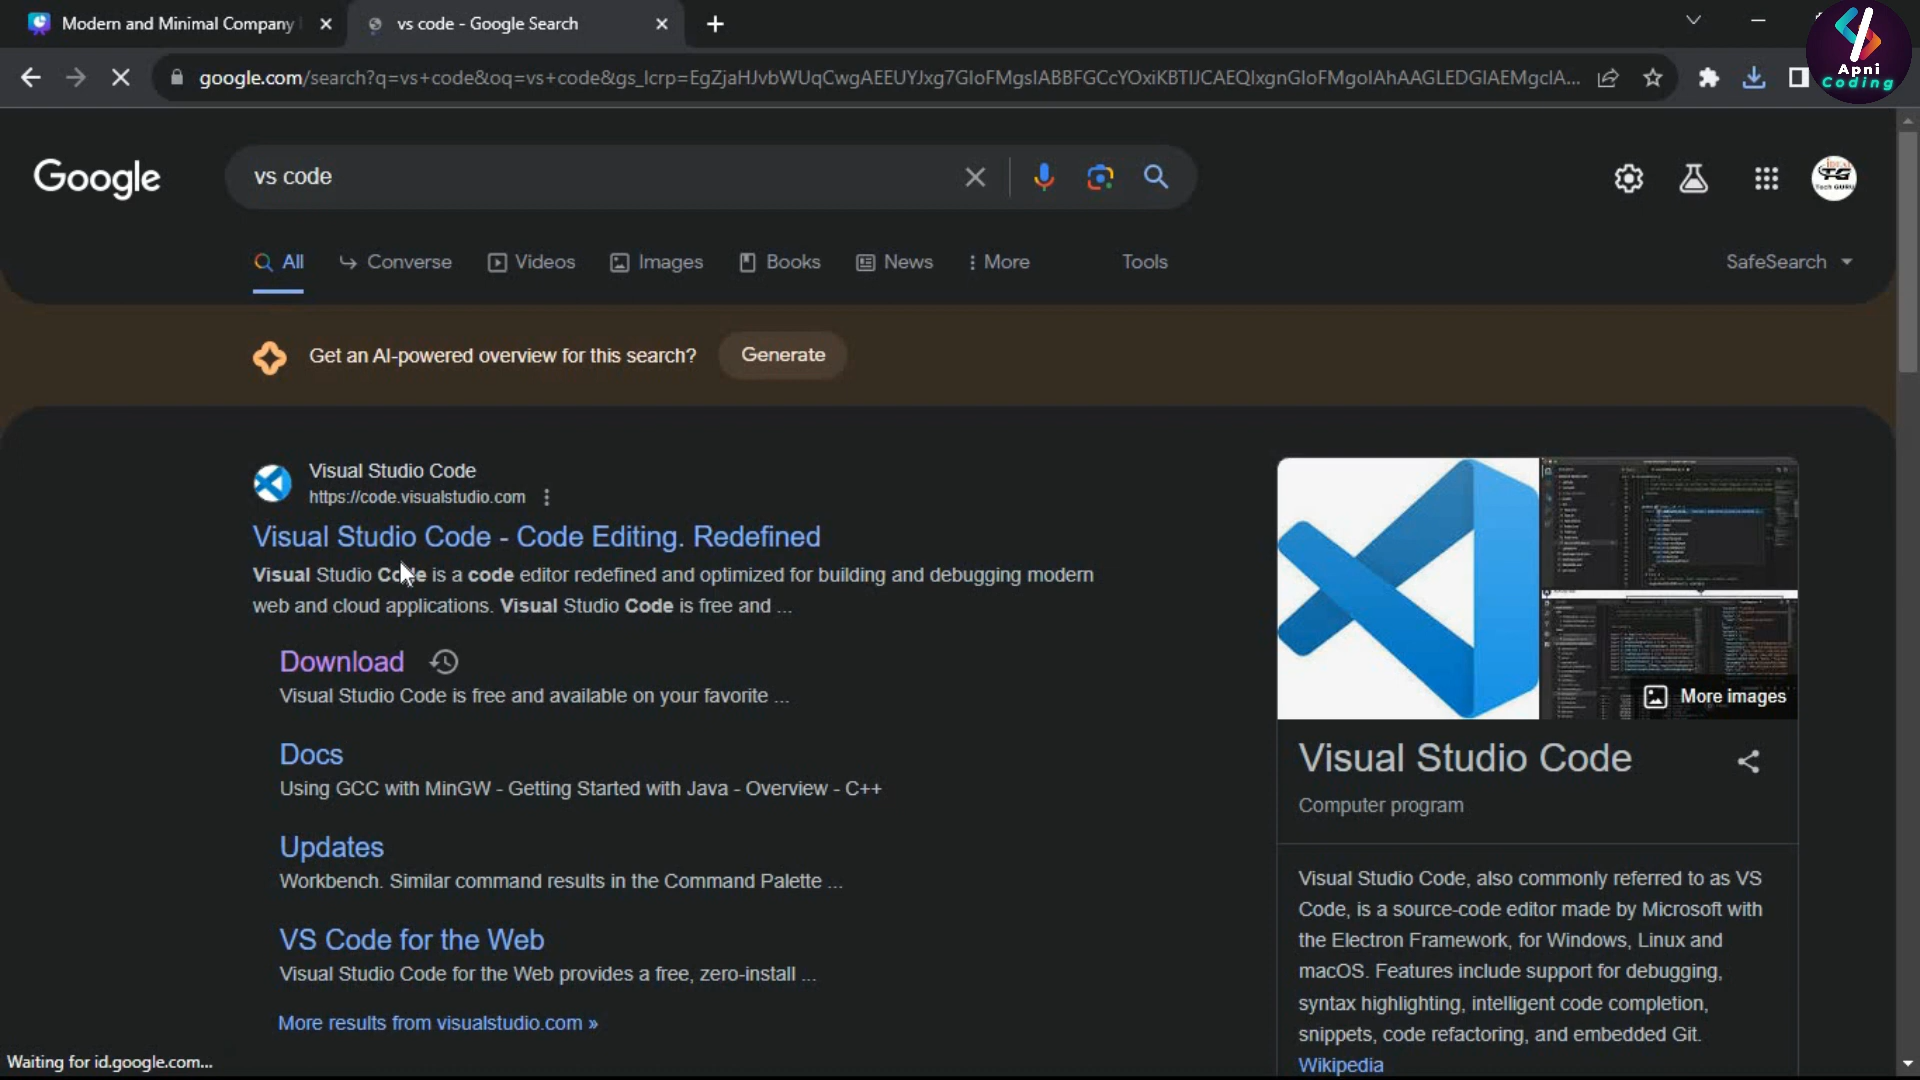 Modern and Minimal Company
vs code - Google Search
google.com/search?q=vs+code&oq=vs+code&gs_lcrp=EgZjaHJvbWUqCwgAEEUYJxg7GIoFMgsIABBFGCcYOxiKBTIJCAEQIxgnGIoFMgoIAhAAGLEDGIAEMgcIA...
Apni
Coding
Google
vs code
All
Converse
Videos
Images
Books
News
More
Tools
SafeSearch
Get an AI-powered overview for this search?
Generate
Visual Studio Code
https://code.visualstudio.com
Visual Studio Code - Code Editing. Redefined
Visual Studio Code is a code editor redefined and optimized for building and debugging modern
web and cloud applications. Visual Studio Code is free and ...
Download
Visual Studio Code is free and available on your favorite ...
Docs
Using GCC with MinGW - Getting Started with Java - Overview - C++
Updates
Workbench. Similar command results in the Command Palette ...
VS Code for the Web
Visual Studio Code for the Web provides a free, zero-install ...
More results from visualstudio.com »
More images
Visual Studio Code
Computer program
Visual Studio Code, also commonly referred to as VS
Code, is a source-code editor made by Microsoft with
the Electron Framework, for Windows, Linux and
macOS. Features include support for debugging,
syntax highlighting, intelligent code completion,
snippets, code refactoring, and embedded Git.
Wikipedia
Waiting for id.google.com...